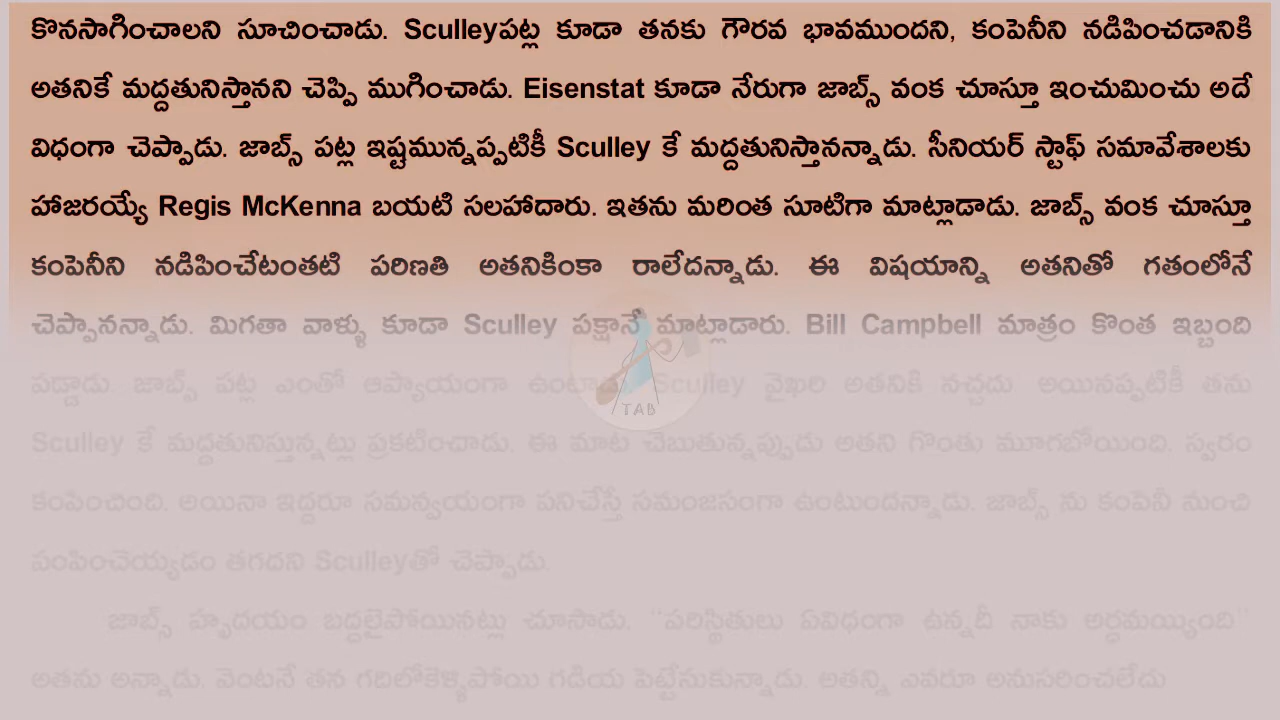 కొనసాగించాలని సూచించాడు. Sculleyపట్ల కూడా తనకు గౌరవ భావముందని, కంపెనీని నడిపించడానికి
అతనికే మద్దతునిస్తానని చెప్పి ముగించాడు. Eisenstat కూడా నేరుగా జాబ్స్ వంక చూస్తూ ఇంచుమించు అదే
విధంగా చెప్పాడు. జాబ్స్ పట్ల ఇష్టమున్నప్పటికీ Sculley కే మద్దతునిస్తానన్నాడు. సీనియర్ స్టాఫ్ సమావేశాలకు
హాజరయ్యే Regis McKenna బయటి సలహాదారు. ఇతను మరింత సూటిగా మాట్లాడాడు. జాబ్స్ వంక చూస్తూ
కంపెనీని నడిపించేటంతటి పరిణతి అతనికింకా రాలేదన్నాడు. ఈ విషయాన్ని అతనితో గతంలోనే
చెప్పానన్నాడు. మిగతా వాళ్ళు కూడా Sculley పక్షానే మాట్లాడారు. Bill Campbell మాత్రం కొంత ఇబ్బంది
పడ్డాడు. జాబ్స్ పట్ల ఎంతో ఆప్యాయంగా ఉంటాడు. Sculley వైఖరి అతనికి నచ్చదు. అయినప్పటికీ తను
Sculley కే మద్దతునిస్తున్నట్లు ప్రకటించాడు. ఈ మాట చెబుతున్నప్పుడు అతని గొంతు మూగబోయింది. స్వరం
కంపించింది. అయినా ఇద్దరూ సమన్వయంగా పనిచేస్తే సమంజసంగా ఉంటుందన్నాడు. జాబ్స్ ను కంపెనీ నుంచి
పంపించెయ్యడం తగదని Sculleyతో చెప్పాడు.
జాబ్స్ హృదయం బద్ధలైపోయినట్లు చూసాడు. "పరిస్థితులు ఏవిధంగా ఉన్నదీ నాకు అర్ధమయ్యింది"
అతను అన్నాడు. వెంటనే తన గదిలోకెళ్ళిపోయి గడియ పెట్టేసుకున్నాడు. అతన్ని ఎవరూ అనుసరించలేదు
TAB